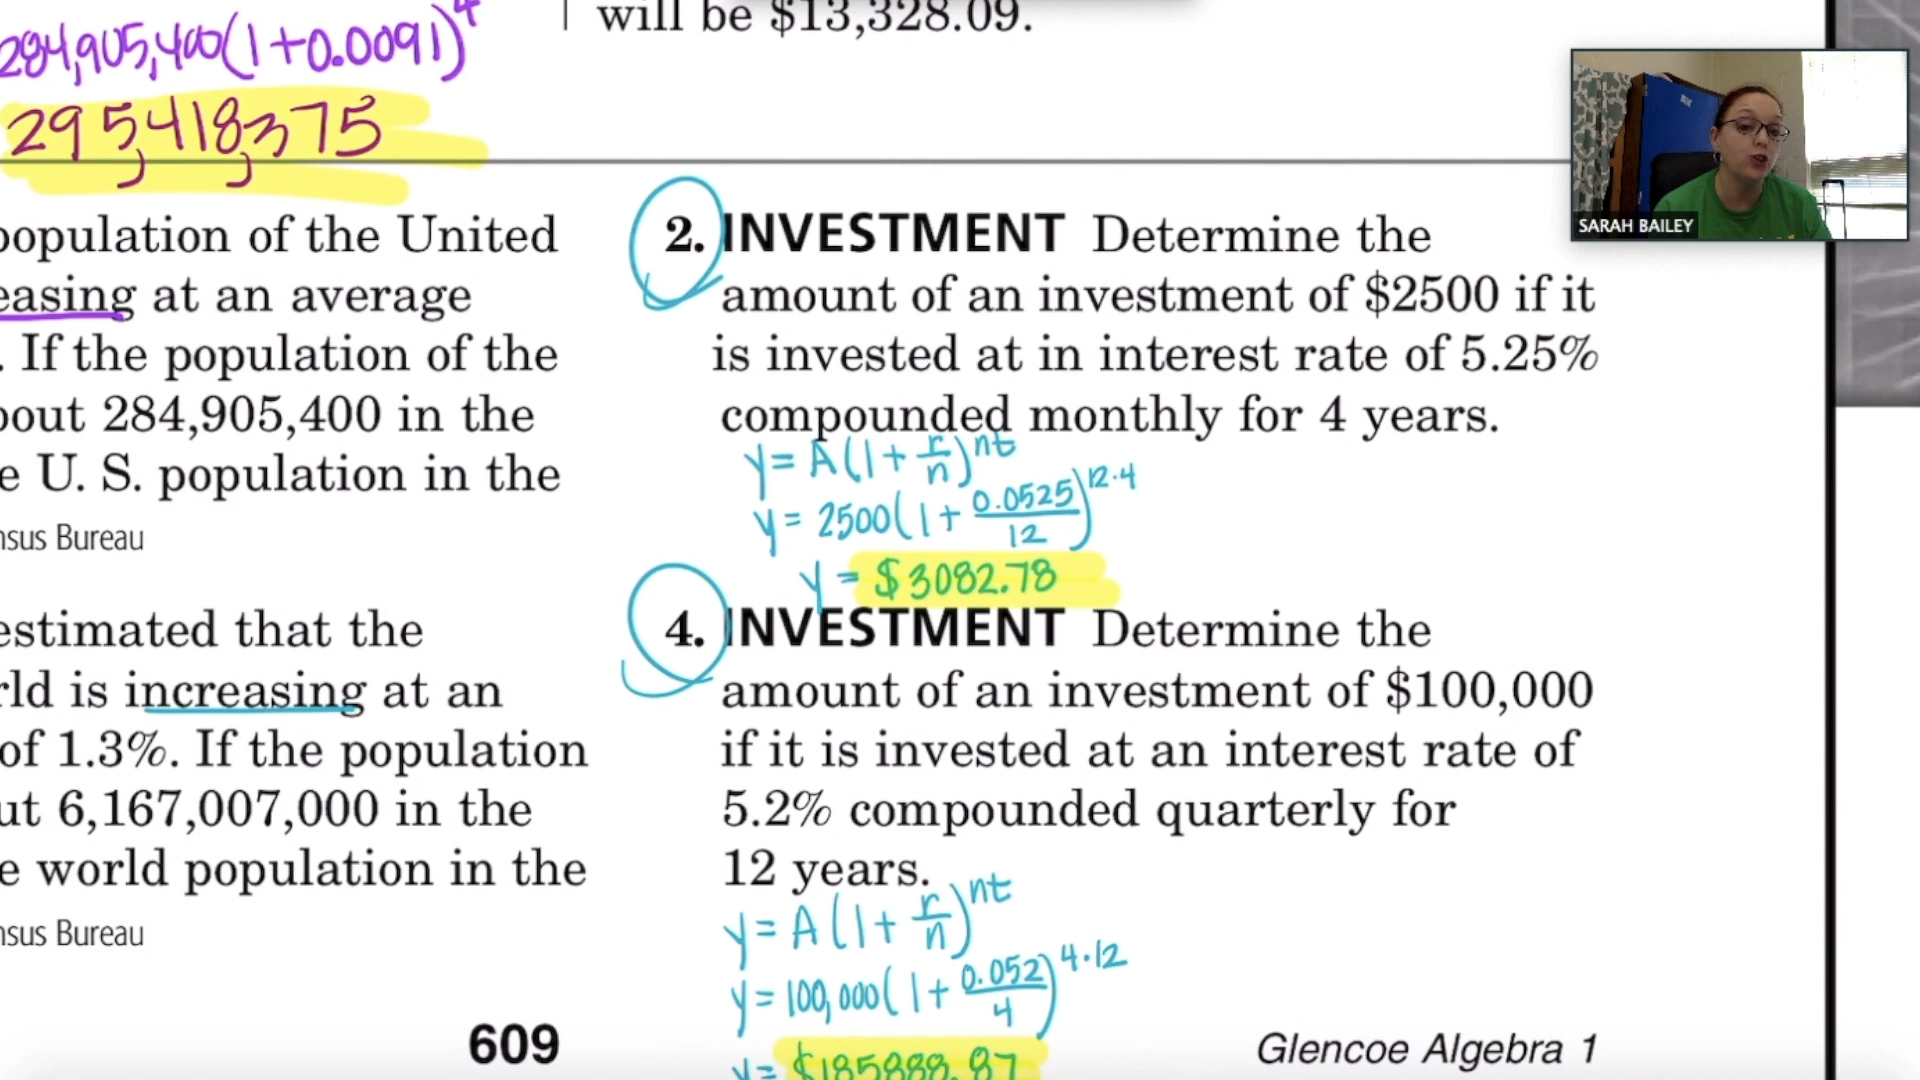 284,905,400(1+0.0091)^4
295,418,375
will be $13,328.09.
SARAH BAILEY
population of the United
easing at an average
. If the population of the
bout 284,905,400 in the
e U. S. population in the
nsus Bureau
estimated that the
rld is increasing at an
of 1.3%. If the population
ut 6,167,007,000 in the
e world population in the
nsus Bureau
2. INVESTMENT Determine the
amount of an investment of $2500 if it
is invested at in interest rate of 5.25%
compounded monthly for 4 years.
y = A(1+r/n)^nt
y = 2500(1+0.0525/12)^12·4
y = $3082.78
4. INVESTMENT Determine the
amount of an investment of $100,000
if it is invested at an interest rate of
5.2% compounded quarterly for
12 years.
y = A(1+r/n)^nt
y = 100,000(1+0.052/4)^4·12
y = $185888.87
609
Glencoe Algebra 1